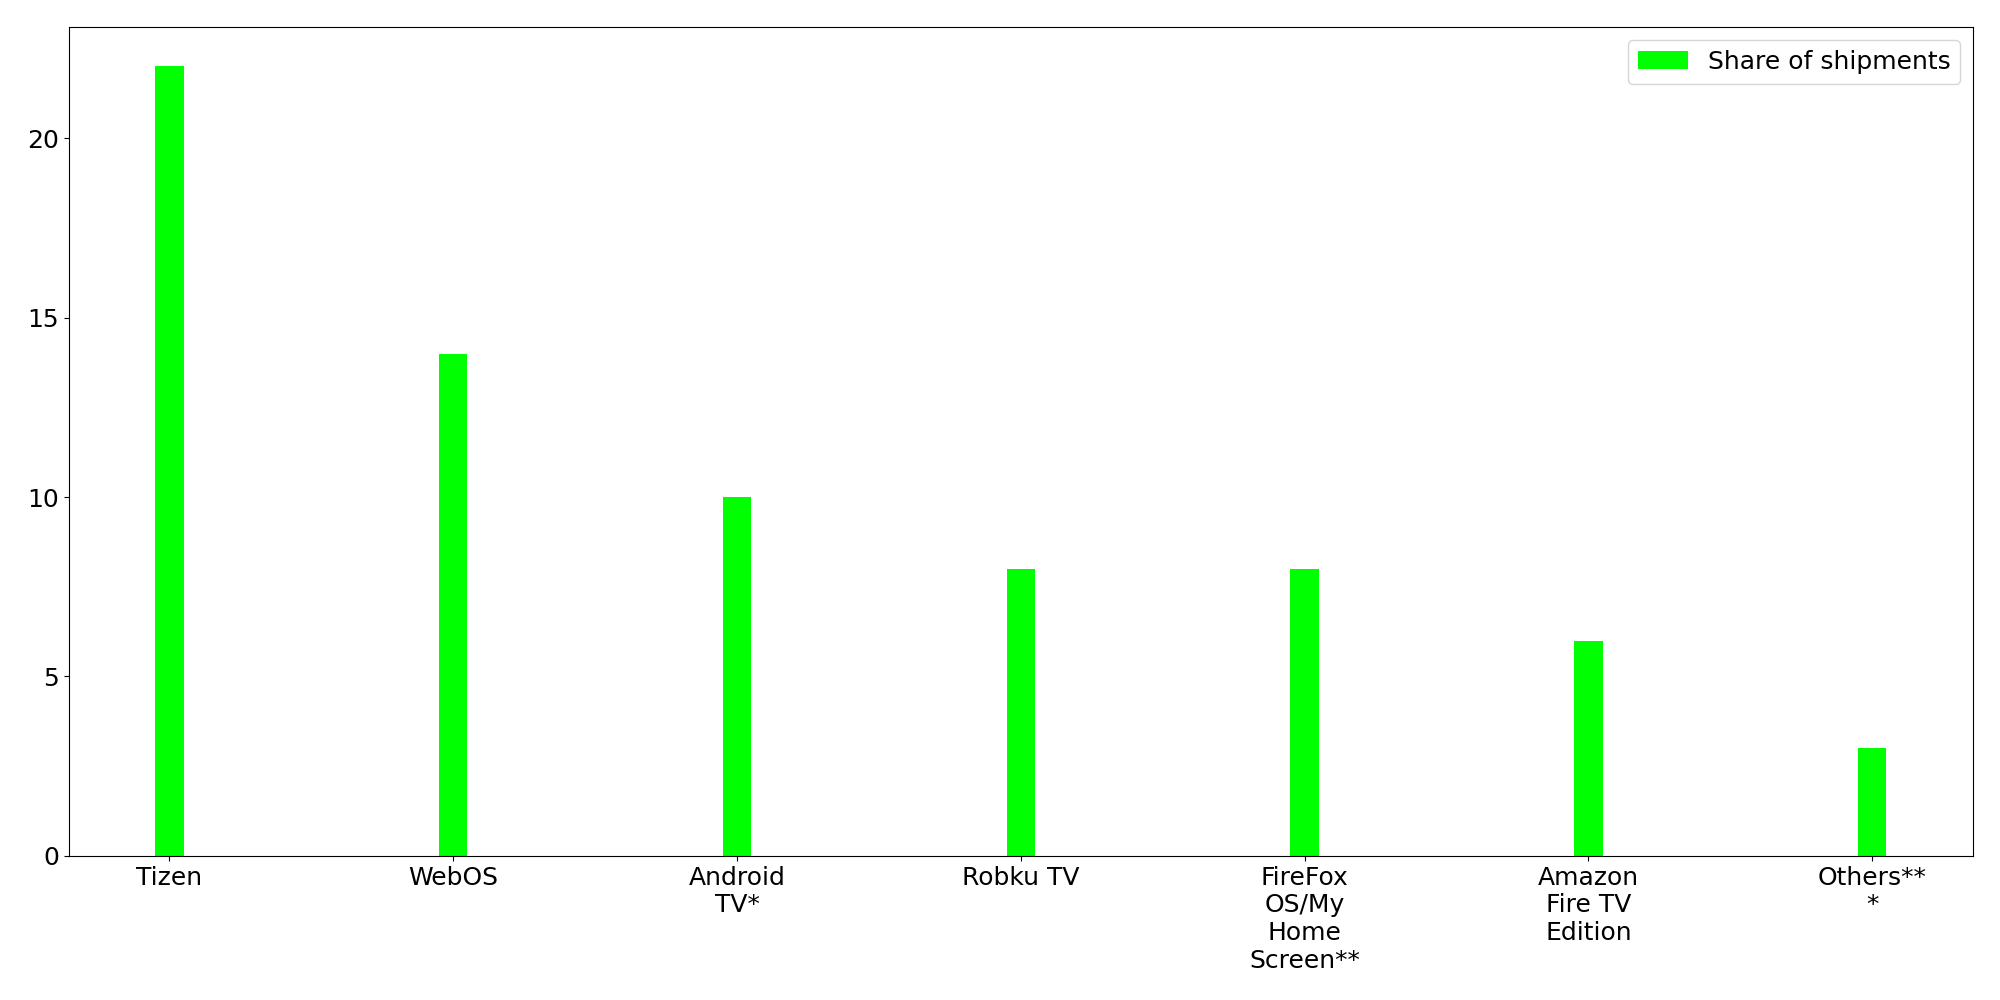 Share of shipments
20
15
10
5
0
Tizen
WebOS
Android
TV*
Robku TV
FireFox
OS/My
Home
Screen**
Amazon
Fire TV
Edition
Others**
*